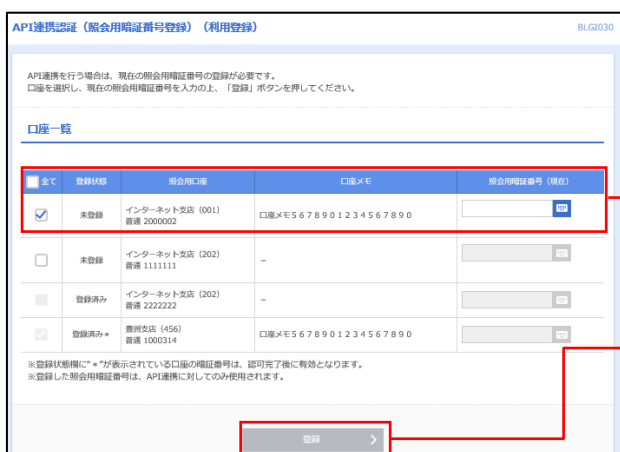 API連携認証（照会用暗証番号登録）（利用登録）
BLGI030
API連携を行う場合は、現在の照会用暗証番号の登録が必要です。
口座を選択し、現在の照会用暗証番号を入力の上、「登録」ボタンを押してください。
口座一覧
全て 登録状態 照会用口座 口座メモ 照会用暗証番号（現在）
未登録 インターネット支店（001）
普通 2000002 口座メモ５６７８９０１２３４５６７８９０
未登録 インターネット支店（202）
普通 1111111 －
登録済み インターネット支店（202）
普通 2222222 －
登録済み＊ 豊洲支店（456）
普通 1000314 口座メモ５６７８９０１２３４５６７８９０
※登録状態欄に"＊"が表示されている口座の暗証番号は、認可完了後に有効となります。
※登録した照会用暗証番号は、API連携に対してのみ使用されます。
登録